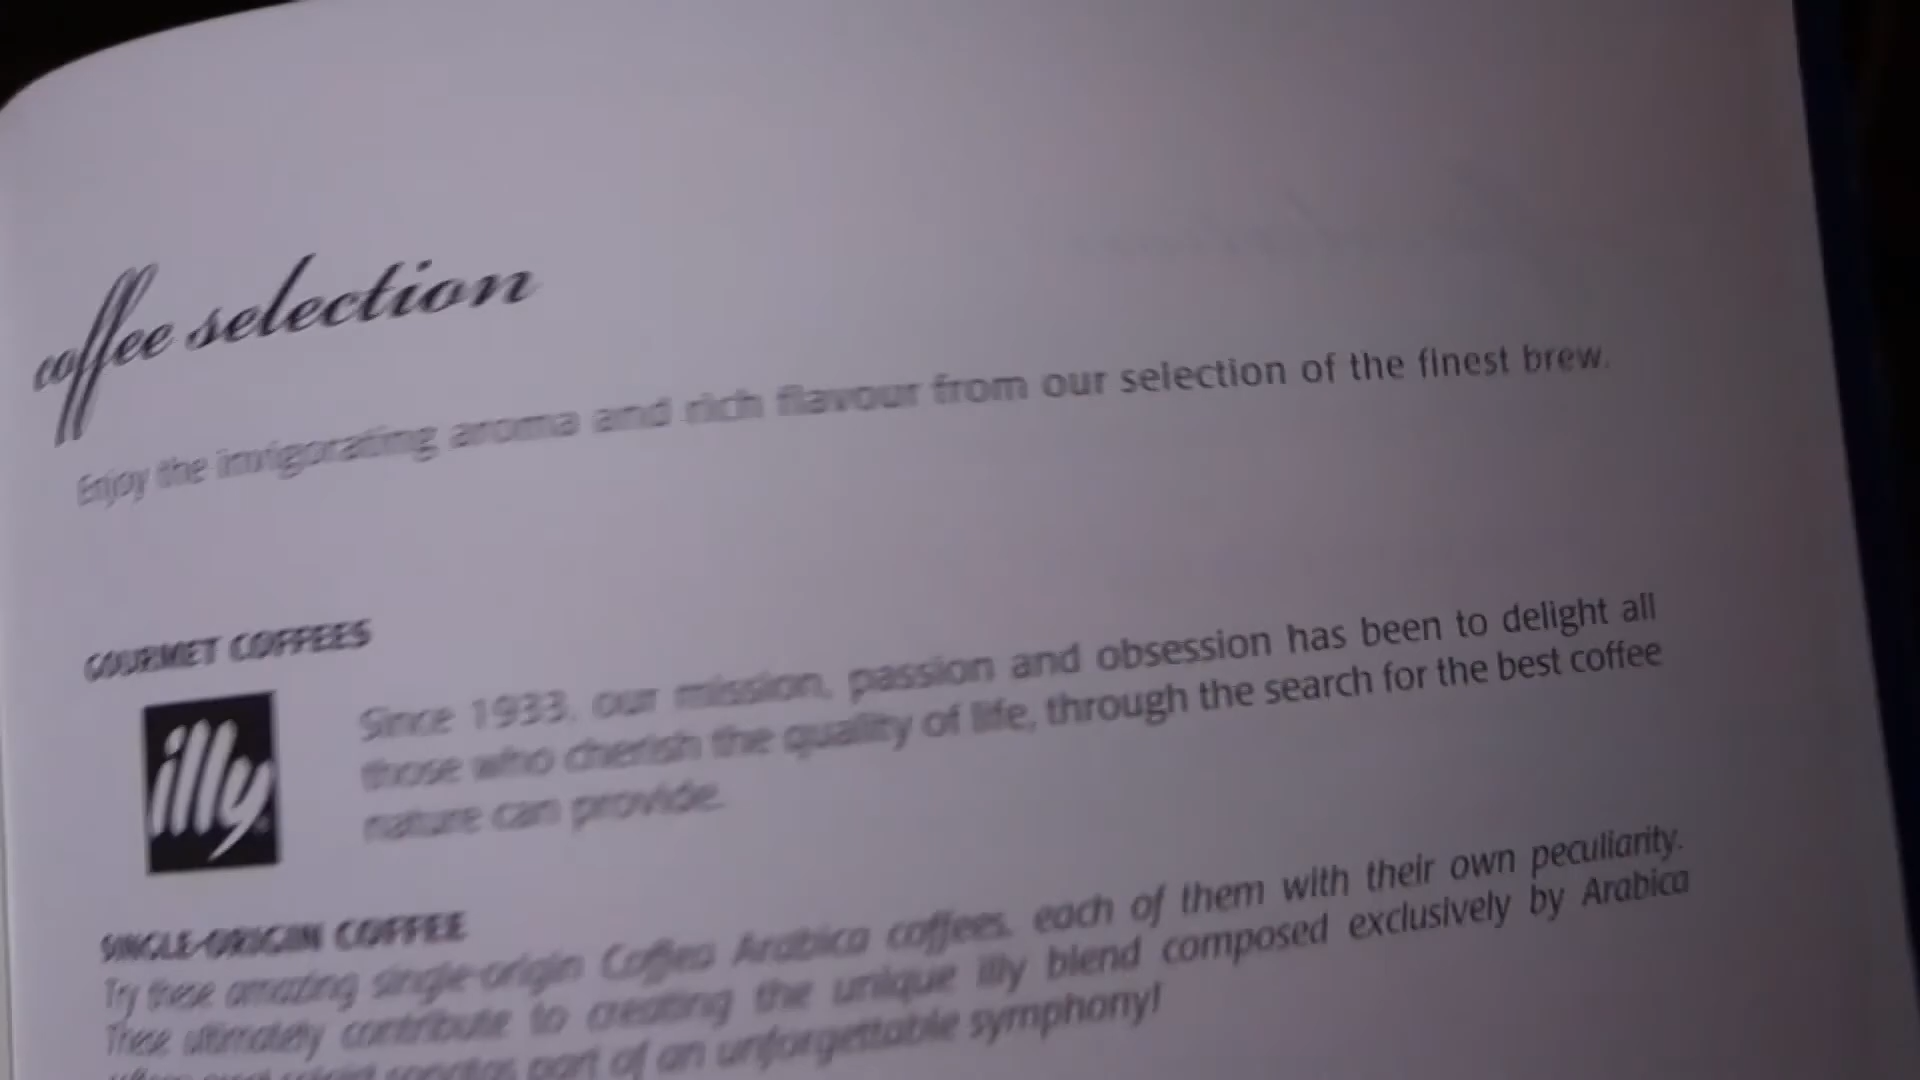 coffee selection
Enjoy the invigorating aroma and rich flavour from our selection of the finest brew.
GOURMET COFFEES
illy
Since 1933, our mission, passion and obsession has been to delight all
those who cherish the quality of life, through the search for the best coffee
nature can provide.
SINGLE-ORIGIN COFFEE
Try these amazing single-origin Coffea Arabica coffees, each of them with their own peculiarity.
These ultimately contribute to creating the unique illy blend composed exclusively by Arabica
part of an unforgettable symphony!